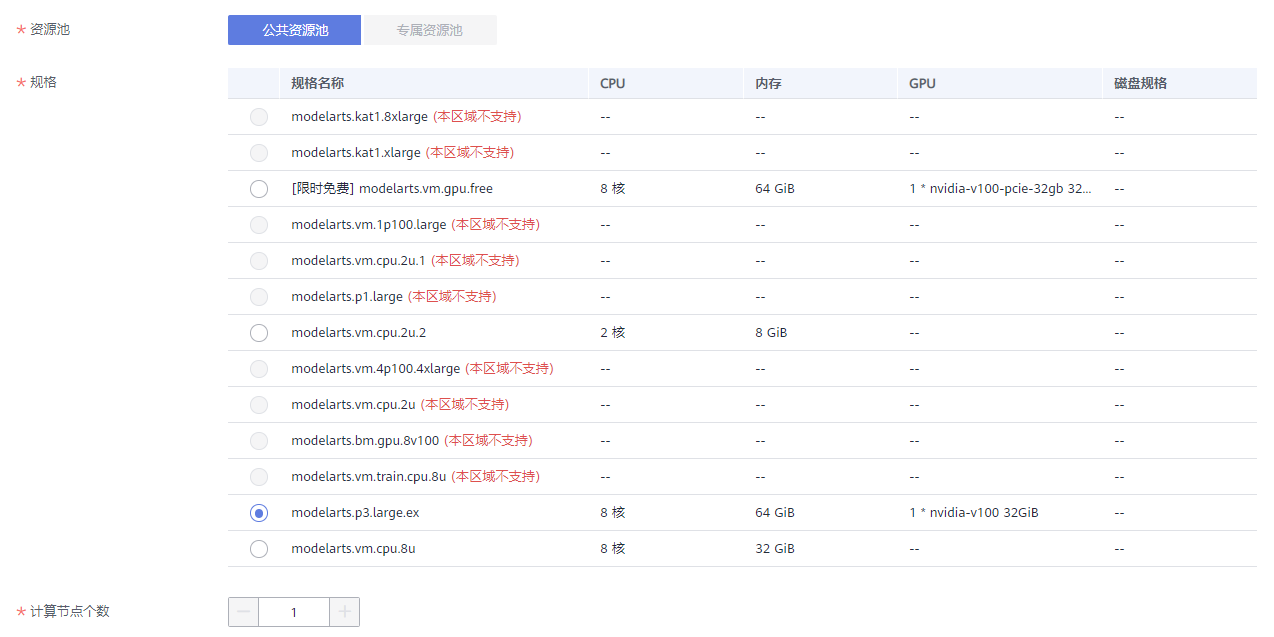 * 资源池 公共资源池 专属资源池
* 规格 规格名称 CPU 内存 GPU 磁盘规格
modelarts.kat1.8xlarge (本区域不支持) -- -- -- --
modelarts.kat1.xlarge (本区域不支持) -- -- -- --
[限时免费] modelarts.vm.gpu.free 8 核 64 GiB 1 * nvidia-v100-pcie-32gb 32... --
modelarts.vm.1p100.large (本区域不支持) -- -- -- --
modelarts.vm.cpu.2u.1 (本区域不支持) -- -- -- --
modelarts.p1.large (本区域不支持) -- -- -- --
modelarts.vm.cpu.2u.2 2 核 8 GiB -- --
modelarts.vm.4p100.4xlarge (本区域不支持) -- -- -- --
modelarts.vm.cpu.2u (本区域不支持) -- -- -- --
modelarts.bm.gpu.8v100 (本区域不支持) -- -- -- --
modelarts.vm.train.cpu.8u (本区域不支持) -- -- -- --
modelarts.p3.large.ex 8 核 64 GiB 1 * nvidia-v100 32GiB --
modelarts.vm.cpu.8u 8 核 32 GiB -- --
* 计算节点个数 － 1 +